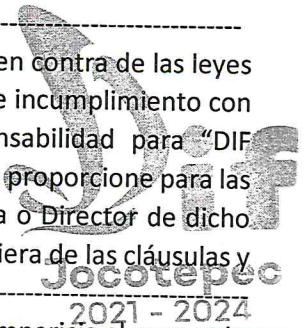 en contra de las leyes
e incumplimiento con
nsabilidad para “DIF
proporcione para las
a o Director de dicho
iera de las cláusulas y
dif
Jocotepec
2021 - 2024